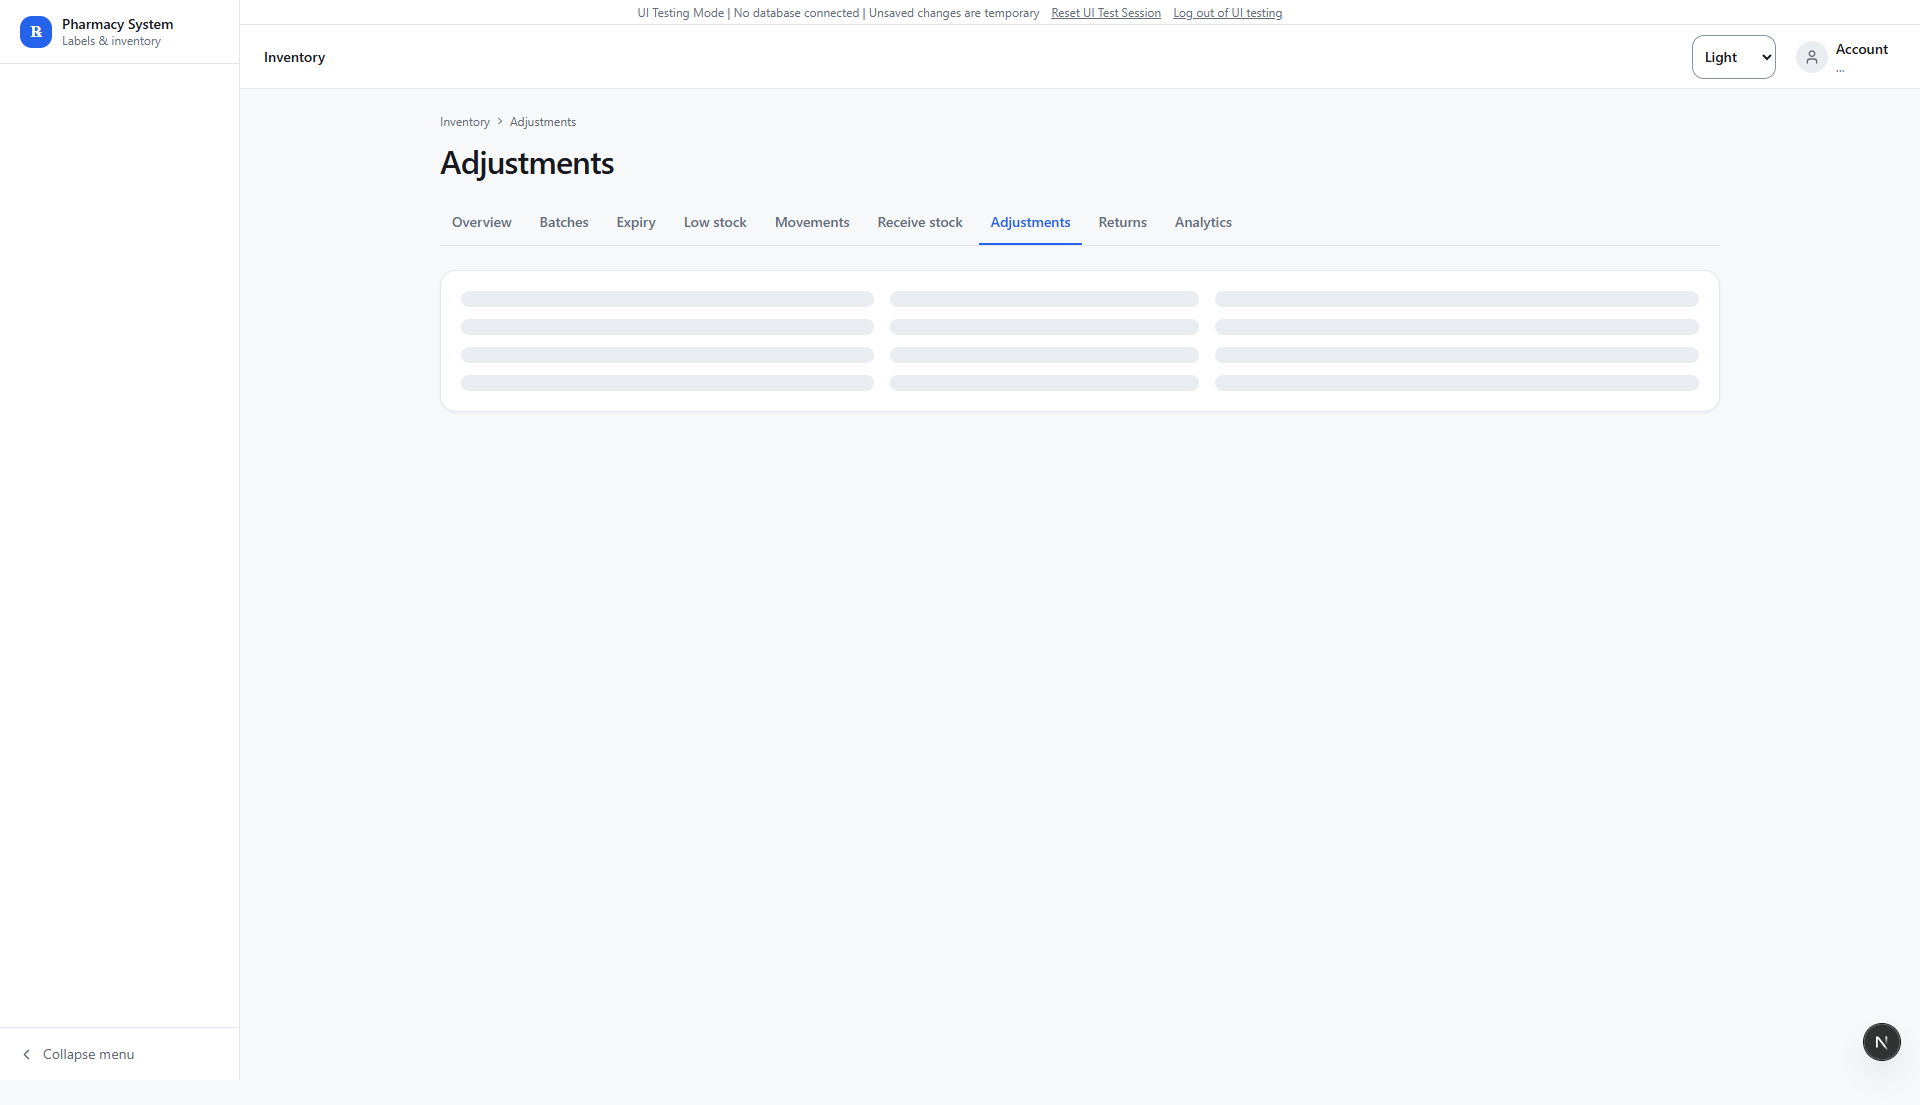 UI Testing Mode | No database connected | Unsaved changes are temporary Reset UI Test Session Log out of UI testing
Pharmacy System
Labels & inventory
Inventory
Light
Account
...
Inventory > Adjustments
Adjustments
Overview Batches Expiry Low stock Movements Receive stock Adjustments Returns Analytics
Collapse menu
N